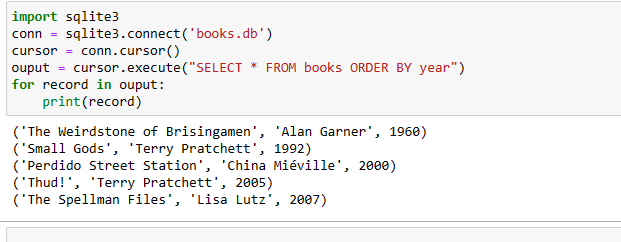 import sqlite3
conn = sqlite3.connect('books.db')
cursor = conn.cursor()
ouput = cursor.execute("SELECT * FROM books ORDER BY year")
for record in ouput:
    print(record)
('The Weirdstone of Brisingamen', 'Alan Garner', 1960)
('Small Gods', 'Terry Pratchett', 1992)
('Perdido Street Station', 'China Miéville', 2000)
('Thud!', 'Terry Pratchett', 2005)
('The Spellman Files', 'Lisa Lutz', 2007)